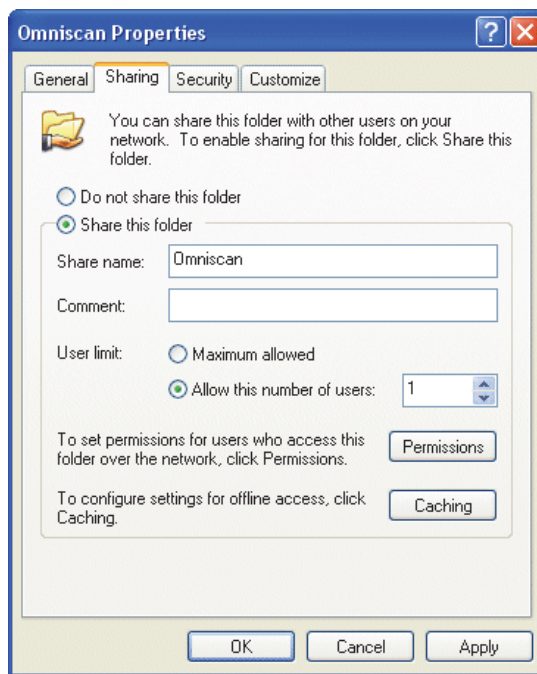 Omniscan Properties
General Sharing Security Customize
You can share this folder with other users on your
network. To enable sharing for this folder, click Share this
folder.
Do not share this folder
Share this folder
Share name: Omniscan
Comment:
User limit: Maximum allowed
Allow this number of users: 1
To set permissions for users who access this
folder over the network, click Permissions.
Permissions
To configure settings for offline access, click
Caching.
Caching
OK Cancel Apply